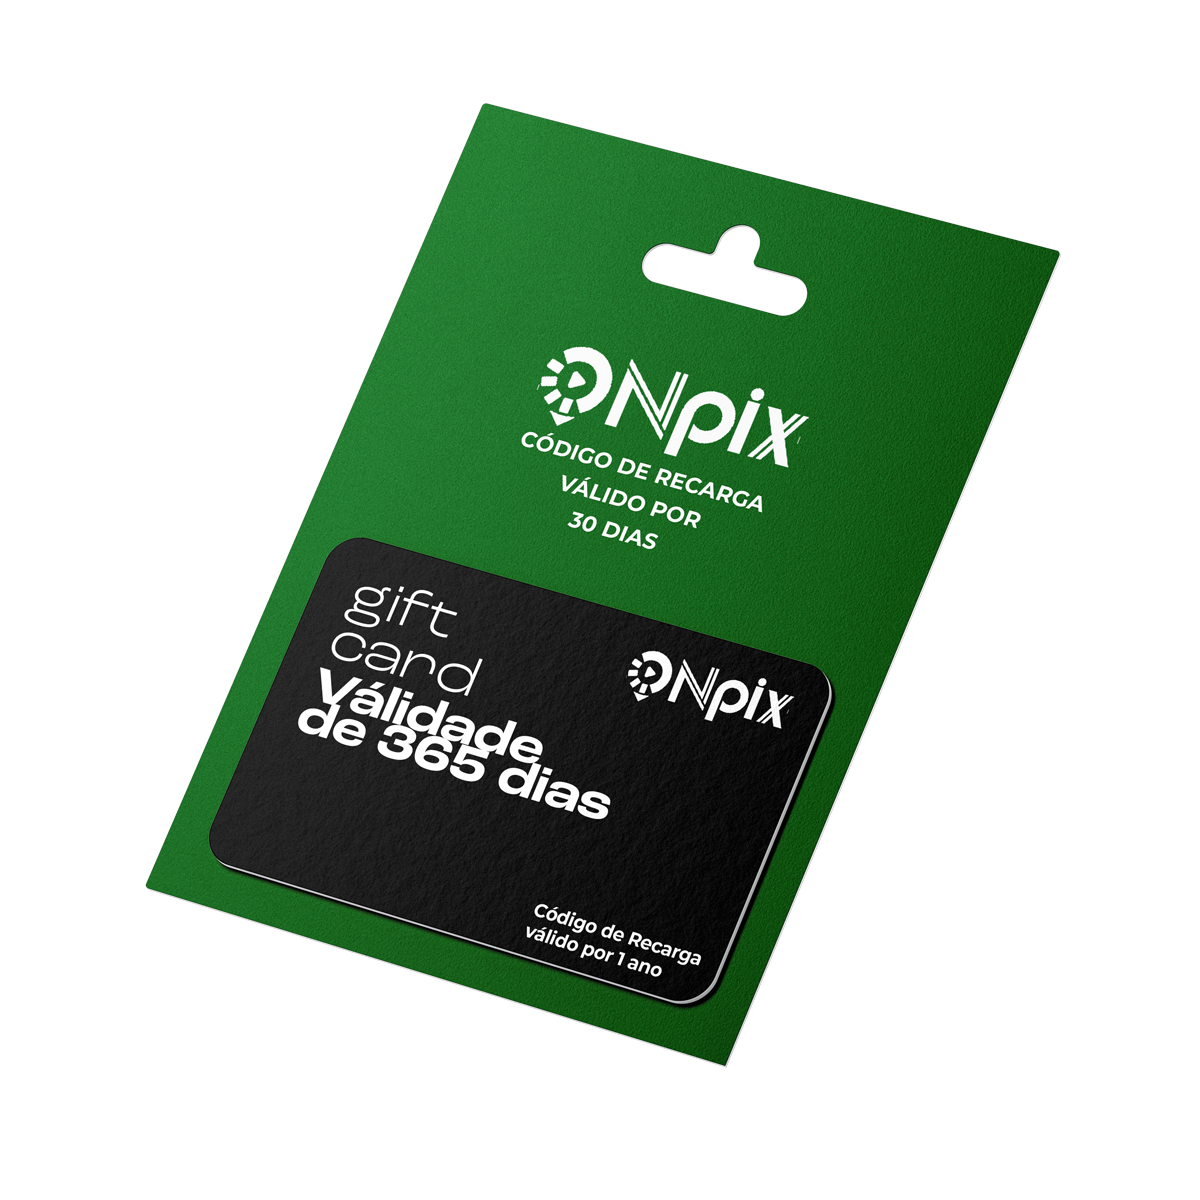 ONpix
CÓDIGO DE RECARGA
VÁLIDO POR
30 DIAS
gift
card
Válidade
de 365 dias
ONpix
Código de Recarga
válido por 1 ano